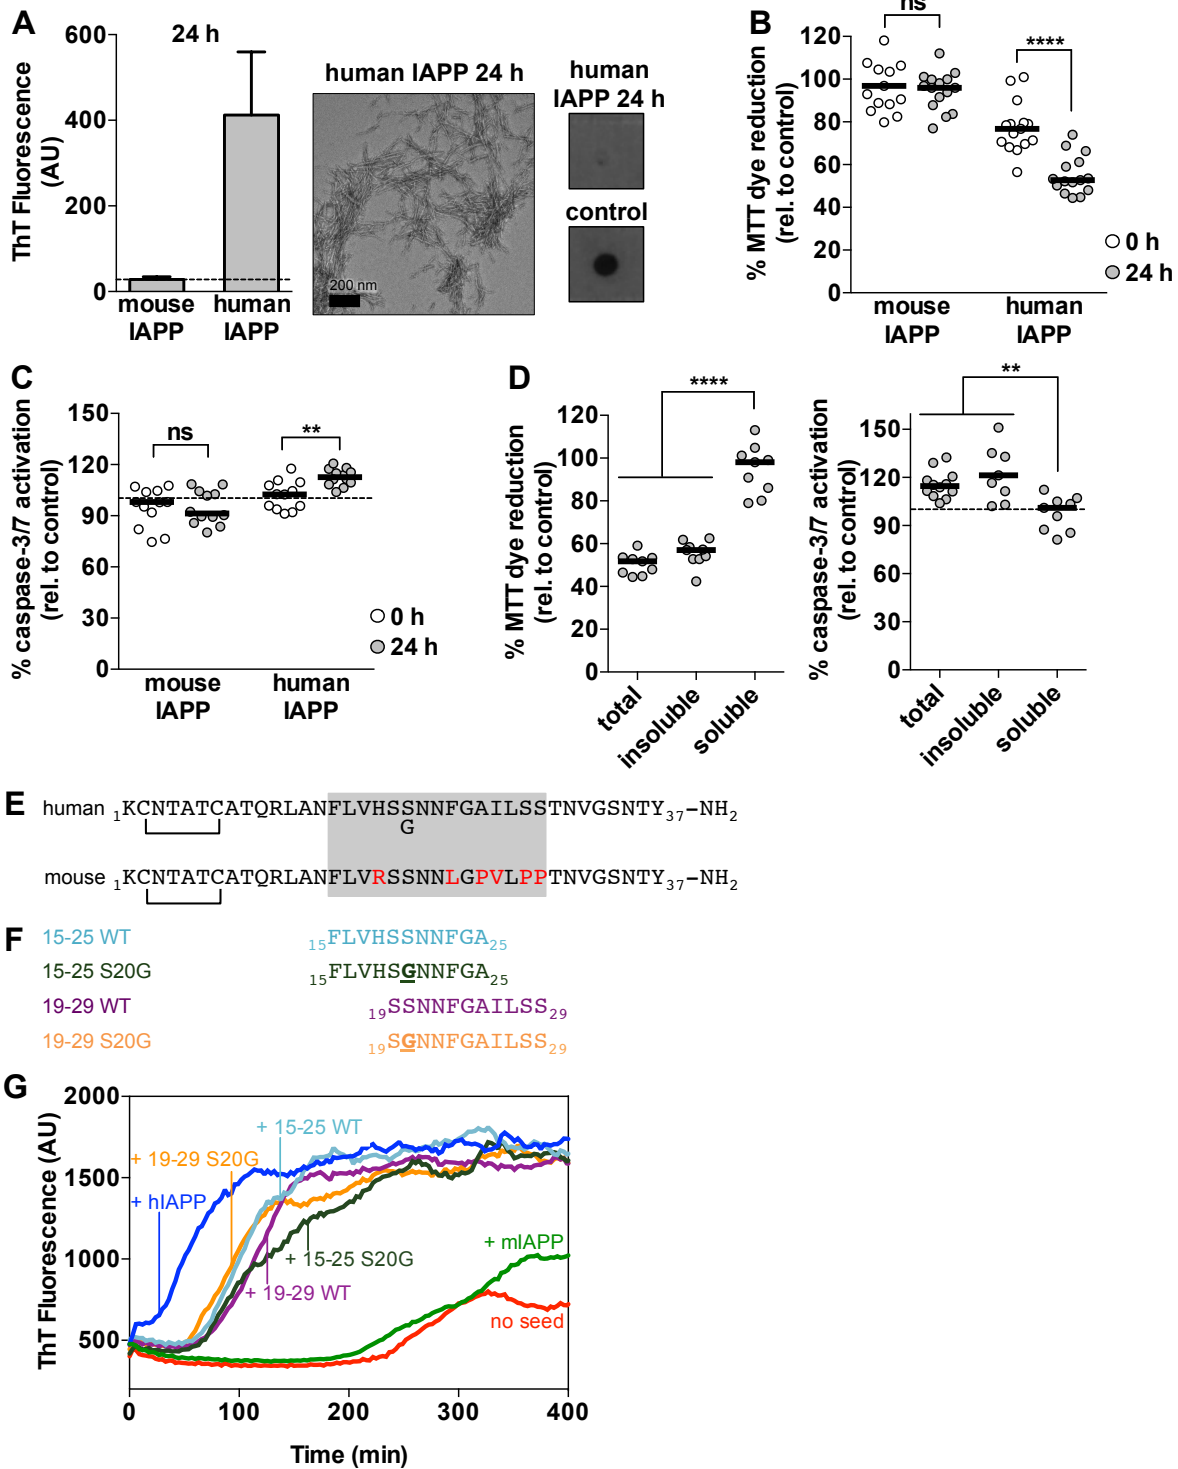 A
24 h
ThT Fluorescence
(AU)
600
400
200
0
mouse
IAPP
human
IAPP
human IAPP 24 h
200 nm
human
IAPP 24 h
control
B
ns
****
% MTT dye reduction
(rel. to control)
120
100
80
60
40
20
0
mouse
IAPP
human
IAPP
0 h
24 h
C
% caspase-3/7 activation
(rel. to control)
150
120
90
60
30
0
ns
**
mouse
IAPP
human
IAPP
0 h
24 h
D
% MTT dye reduction
(rel. to control)
120
100
80
60
40
20
0
****
total
insoluble
soluble
% caspase-3/7 activation
(rel. to control)
150
120
90
60
30
0
**
total
insoluble
soluble
E
human 1KCNTATCATQRLANFLVHSSNNFGAILSSTNVGSNTY37-NH2
G
mouse 1KCNTATCATQRLANFLVRSSNNLGPVLPPTNVGSNTY37-NH2
F
15-25 WT 15FLVHSSNNFGA25
15-25 S20G 15FLVHSGNNFGA25
19-29 WT 19SSNNFGAILSS29
19-29 S20G 19SGNNFGAILSS29
G
ThT Fluorescence (AU)
2000
1500
1000
500
+ 15-25 WT
+ 19-29 S20G
+ hIAPP
+ 15-25 S20G
+ 19-29 WT
+ mIAPP
no seed
0 100 200 300 400
Time (min)